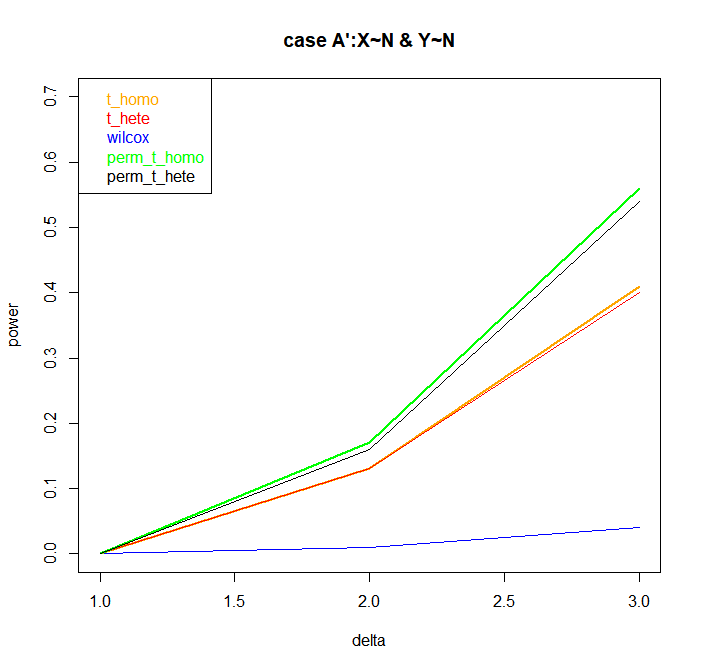 case A':X~N & Y~N
t_homo
t_hete
wilcox
perm_t_homo
perm_t_hete
power
0.7
0.6
0.5
0.4
0.3
0.2
0.1
0.0
1.0 1.5 2.0 2.5 3.0
delta